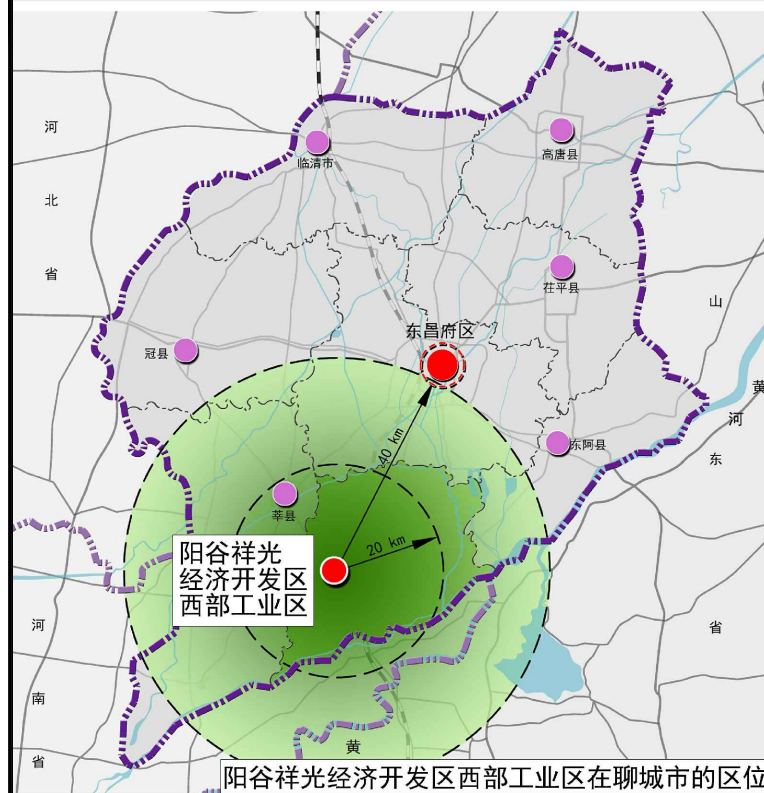 河
北
省
临清市
高唐县
茌平县
山
东昌府区
冠县
黄
河
东
东阿县
40 km
莘县
20 km
阳谷祥光
经济开发区
西部工业区
河
南
省
省
黄
阳谷祥光经济开发区西部工业区在聊城市的区位